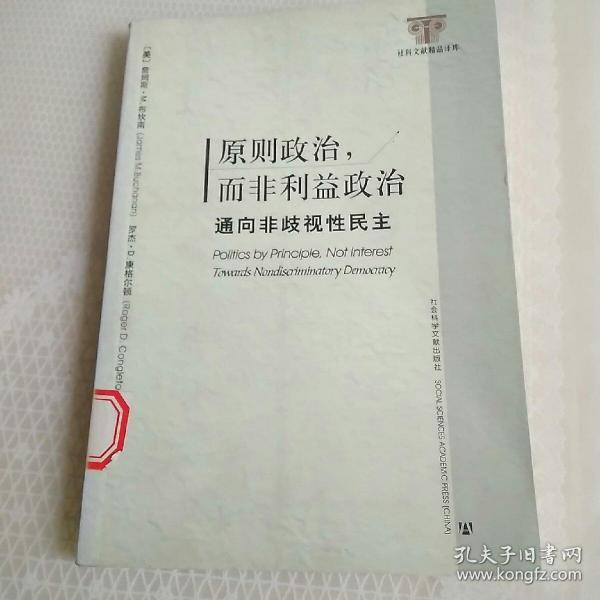 社科文献精品译库
[美] 詹姆斯·M·布坎南 (James M.Buchanan) 罗杰·D·康格尔顿 (Roger D. Congleto
原则政治，
而非利益政治
通向非歧视性民主
Politics by Principle, Not Interest
Towards Nondiscriminatory Democracy
社会科学文献出版社 SOCIAL SCIENCES ACADEMIC PRESS (CHINA)
孔夫子旧书网
www.kongfz.com